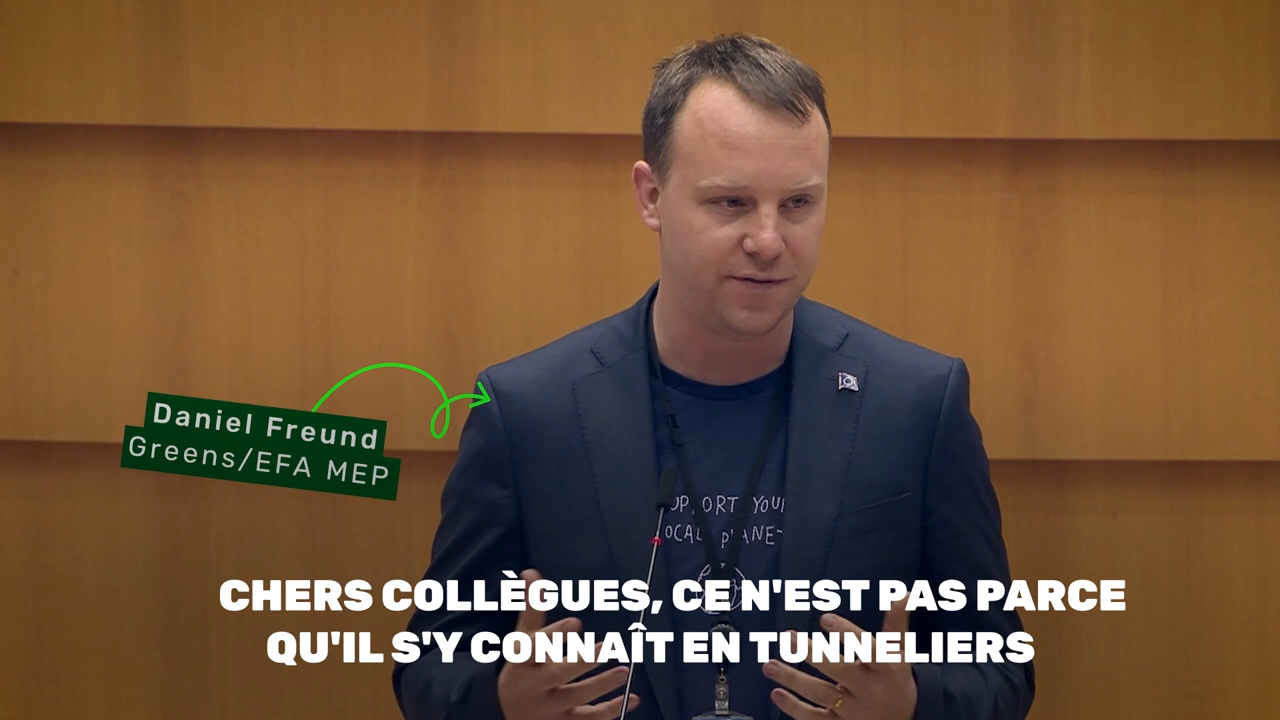 Daniel Freund
Greens/EFA MEP
CHERS COLLÈGUES, CE N'EST PAS PARCE
QU'IL S'Y CONNAÎT EN TUNNELIERS